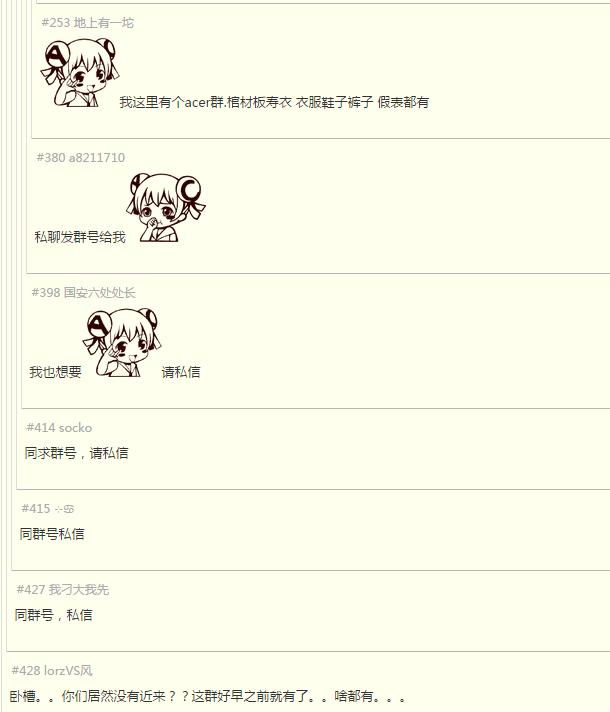 #253 地上有一坨
我这里有个acer群.棺材板寿衣 衣服鞋子裤子 假表都有
#380 a8211710
私聊发群号给我
#398 国安六处处长
我也想要 请私信
#414 socko
同求群号，请私信
#415
同群号私信
#427 我刁大我先
同群号，私信
#428 lorzVS风
卧槽。。你们居然没有近来？？这群好早之前就有了。。啥都有。。。